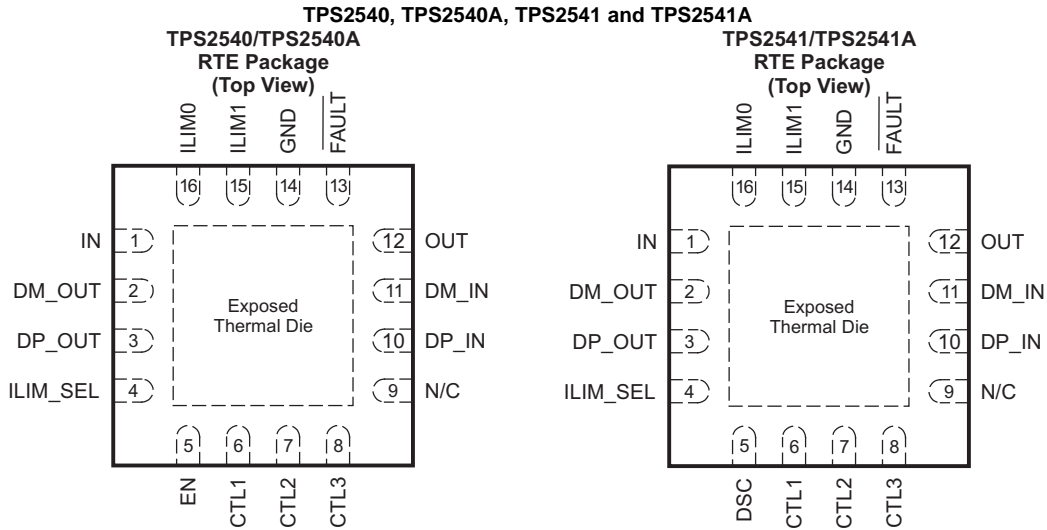 TPS2540, TPS2540A, TPS2541 and TPS2541A
TPS2540/TPS2540A
RTE Package
(Top View)
ILIM0
ILIM1
GND
FAULT
16
15
14
13
IN
1
12
OUT
DM_OUT
2
11
DM_IN
DP_OUT
3
10
DP_IN
ILIM_SEL
4
9
N/C
Exposed
Thermal Die
5
6
7
8
EN
CTL1
CTL2
CTL3
TPS2541/TPS2541A
RTE Package
(Top View)
ILIM0
ILIM1
GND
FAULT
16
15
14
13
IN
1
12
OUT
DM_OUT
2
11
DM_IN
DP_OUT
3
10
DP_IN
ILIM_SEL
4
9
N/C
Exposed
Thermal Die
5
6
7
8
DSC
CTL1
CTL2
CTL3